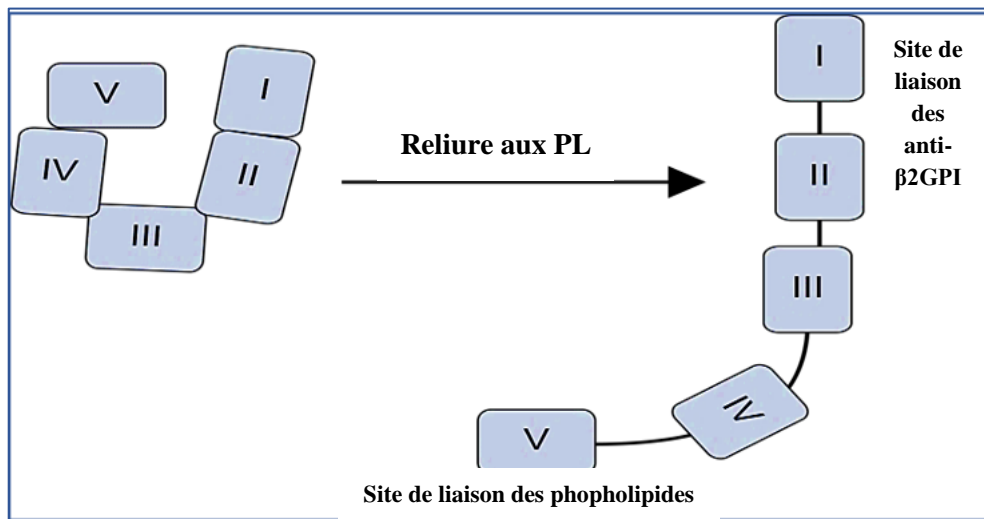 V
I
IV
II
III
Reliure aux PL
I
II
III
IV
V
Site de
liaison
des
anti-
β2GPI
Site de liaison des phopholipides